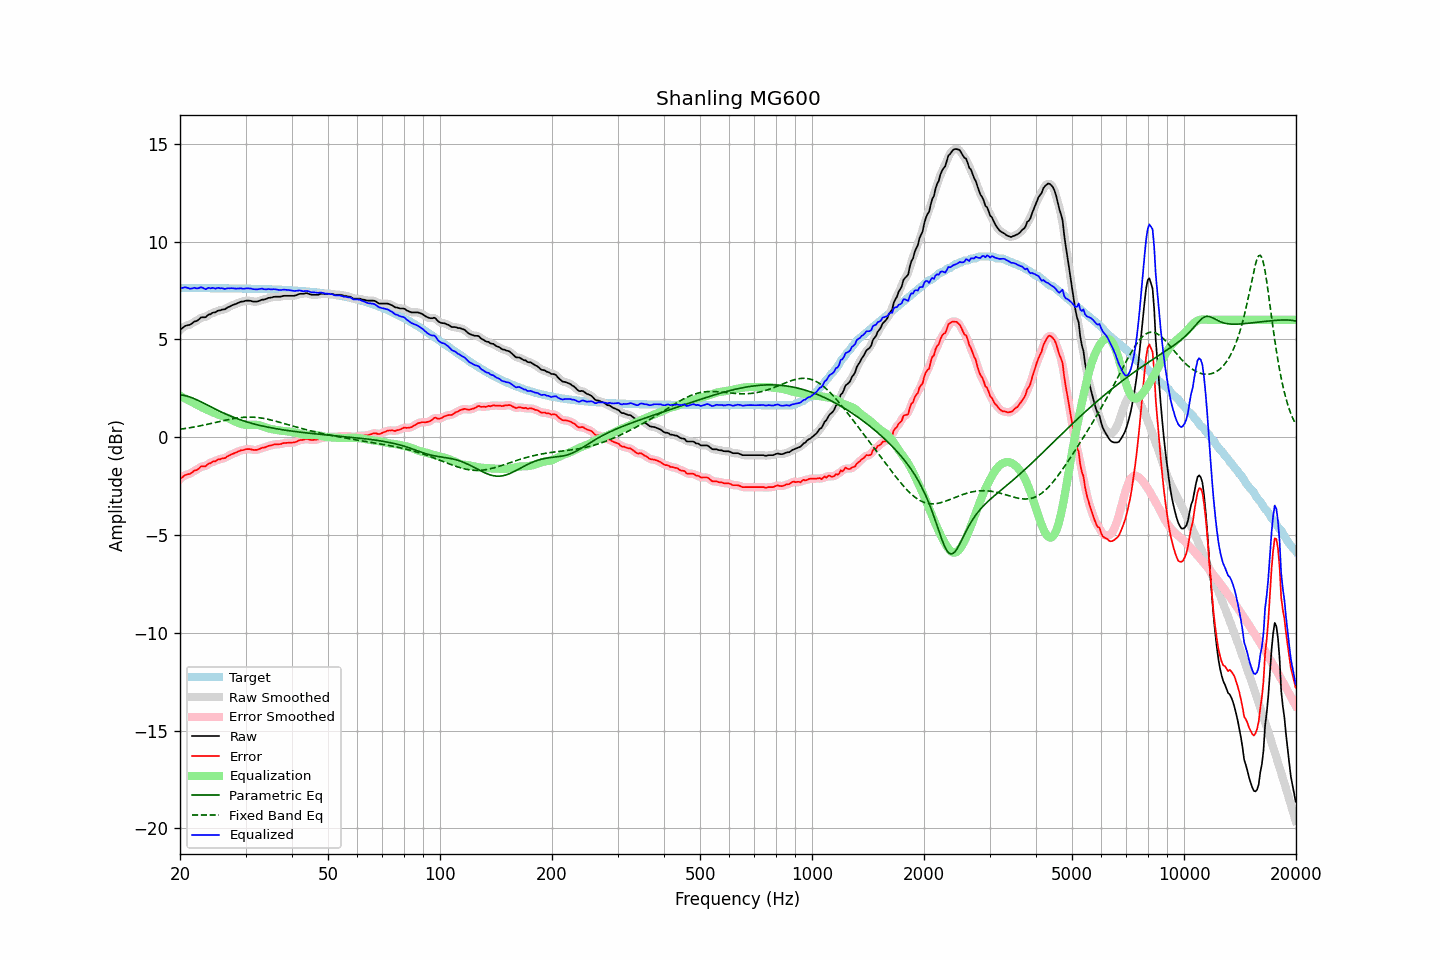 Shanling MG600
Amplitude (dBr)
15
10
5
0
−5
−10
−15
−20
Target
Raw Smoothed
Error Smoothed
Raw
Error
Equalization
Parametric Eq
Fixed Band Eq
Equalized
20 50 100 200 500 1000 2000 5000 10000 20000
Frequency (Hz)